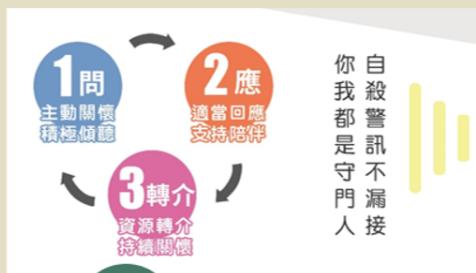 1問
主動關懷
積極傾聽
2應
適當回應
支持陪伴
3轉介
資源轉介
持續關懷
自殺警訊不漏接
你我都是守門人